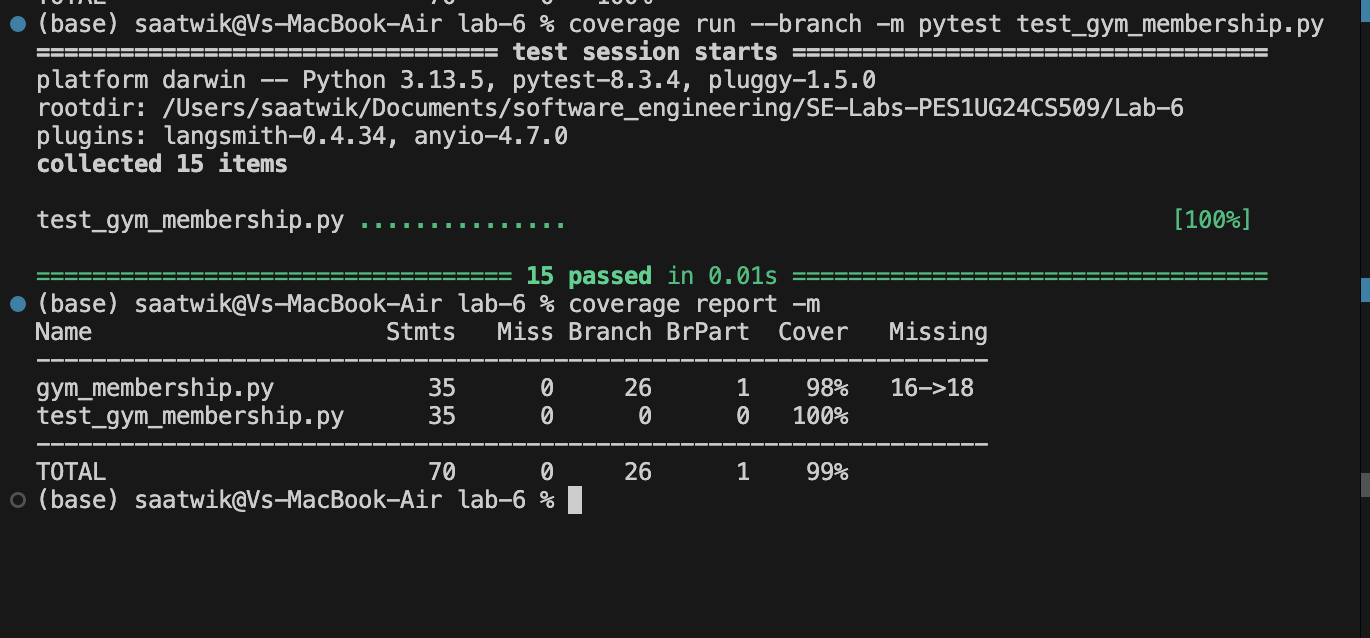 TOTAL 70 0 100%
(base) saatwik@Vs-MacBook-Air lab-6 % coverage run --branch -m pytest test_gym_membership.py
================================= test session starts ==================================
platform darwin -- Python 3.13.5, pytest-8.3.4, pluggy-1.5.0
rootdir: /Users/saatwik/Documents/software_engineering/SE-Labs-PES1UG24CS509/Lab-6
plugins: langsmith-0.4.34, anyio-4.7.0
collected 15 items
test_gym_membership.py ............... [100%]
================================== 15 passed in 0.01s ==================================
(base) saatwik@Vs-MacBook-Air lab-6 % coverage report -m
Name Stmts Miss Branch BrPart Cover Missing
--------------------------------------------------------------------
gym_membership.py 35 0 26 1 98% 16->18
test_gym_membership.py 35 0 0 0 100%
--------------------------------------------------------------------
TOTAL 70 0 26 1 99%
(base) saatwik@Vs-MacBook-Air lab-6 %